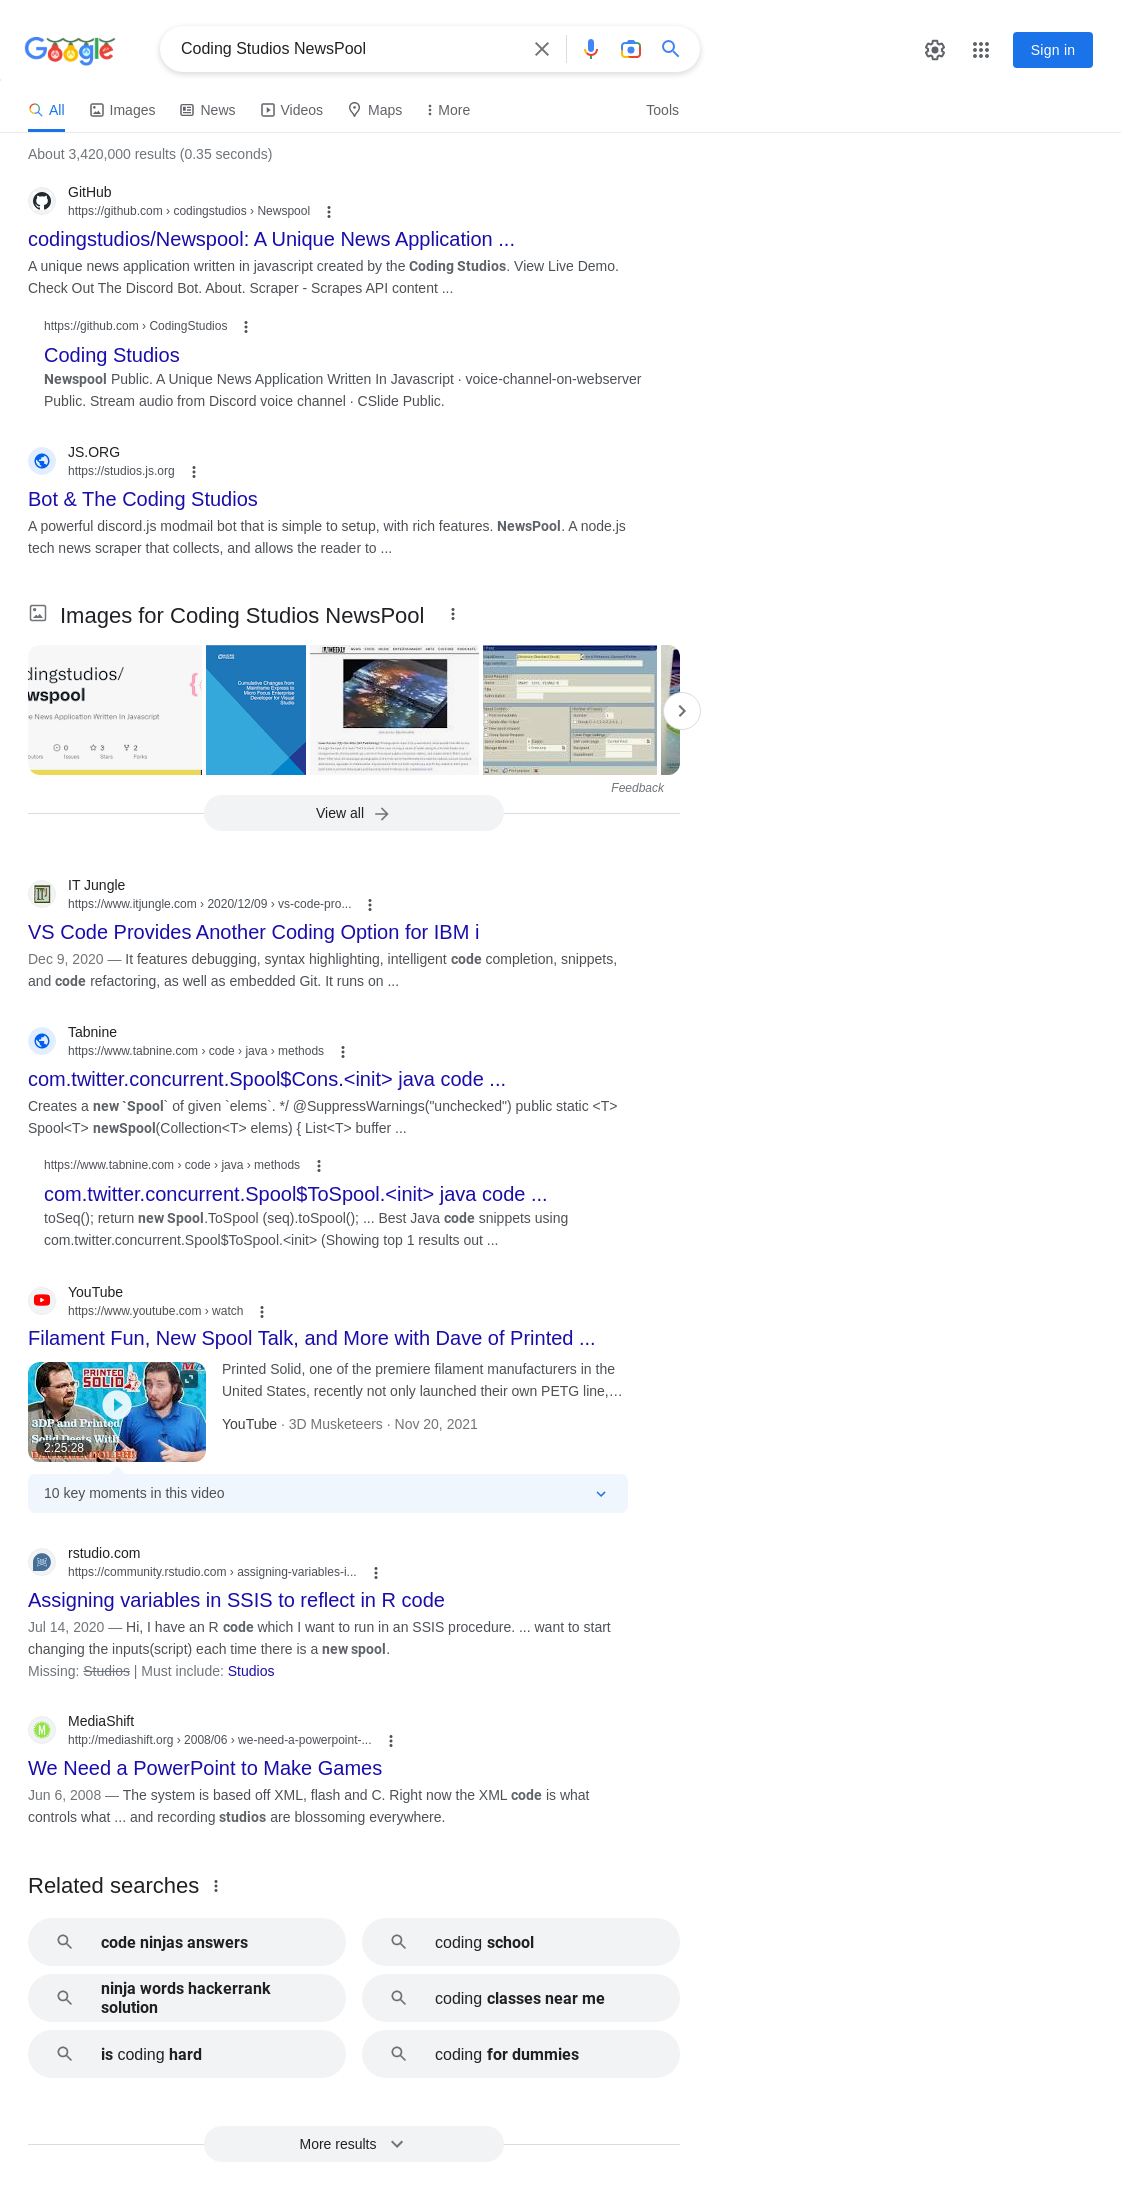 Google
Coding Studios NewsPool
Sign in
All
Images
News
Videos
Maps
More
Tools
About 3,420,000 results (0.35 seconds)
GitHub
https://github.com › codingstudios › Newspool
codingstudios/Newspool: A Unique News Application ...
A unique news application written in javascript created by the Coding Studios. View Live Demo.
Check Out The Discord Bot. About. Scraper - Scrapes API content ...
https://github.com › CodingStudios
Coding Studios
Newspool Public. A Unique News Application Written In Javascript · voice-channel-on-webserver
Public. Stream audio from Discord voice channel · CSlide Public.
JS.ORG
https://studios.js.org
Bot & The Coding Studios
A powerful discord.js modmail bot that is simple to setup, with rich features. NewsPool. A node.js
tech news scraper that collects, and allows the reader to ...
Images for Coding Studios NewsPool
dingstudios/
wspool
e News Application Written In Javascript
0
3
2
utors
Issues
Stars
Forks
Cumulative Changes from
Mainframe Express to
Micro Focus Enterprise
Developer for Visual
Studio
Feedback
View all
IT Jungle
https://www.itjungle.com › 2020/12/09 › vs-code-pro...
VS Code Provides Another Coding Option for IBM i
Dec 9, 2020 — It features debugging, syntax highlighting, intelligent code completion, snippets,
and code refactoring, as well as embedded Git. It runs on ...
Tabnine
https://www.tabnine.com › code › java › methods
com.twitter.concurrent.Spool$Cons.<init> java code ...
Creates a new `Spool` of given `elems`. */ @SuppressWarnings("unchecked") public static <T>
Spool<T> newSpool(Collection<T> elems) { List<T> buffer ...
https://www.tabnine.com › code › java › methods
com.twitter.concurrent.Spool$ToSpool.<init> java code ...
toSeq(); return new Spool.ToSpool (seq).toSpool(); ... Best Java code snippets using
com.twitter.concurrent.Spool$ToSpool.<init> (Showing top 1 results out ...
YouTube
https://www.youtube.com › watch
Filament Fun, New Spool Talk, and More with Dave of Printed ...
PRINTED
SOLID
3DP and Printed
Solid Deets With
2:25:28
Printed Solid, one of the premiere filament manufacturers in the
United States, recently not only launched their own PETG line,…
YouTube · 3D Musketeers · Nov 20, 2021
10 key moments in this video
rstudio.com
https://community.rstudio.com › assigning-variables-i...
Assigning variables in SSIS to reflect in R code
Jul 14, 2020 — Hi, I have an R code which I want to run in an SSIS procedure. ... want to start
changing the inputs(script) each time there is a new spool.
Missing: Studios | Must include: Studios
MediaShift
http://mediashift.org › 2008/06 › we-need-a-powerpoint-...
We Need a PowerPoint to Make Games
Jun 6, 2008 — The system is based off XML, flash and C. Right now the XML code is what
controls what ... and recording studios are blossoming everywhere.
Related searches
code ninjas answers
coding school
ninja words hackerrank
solution
coding classes near me
is coding hard
coding for dummies
More results